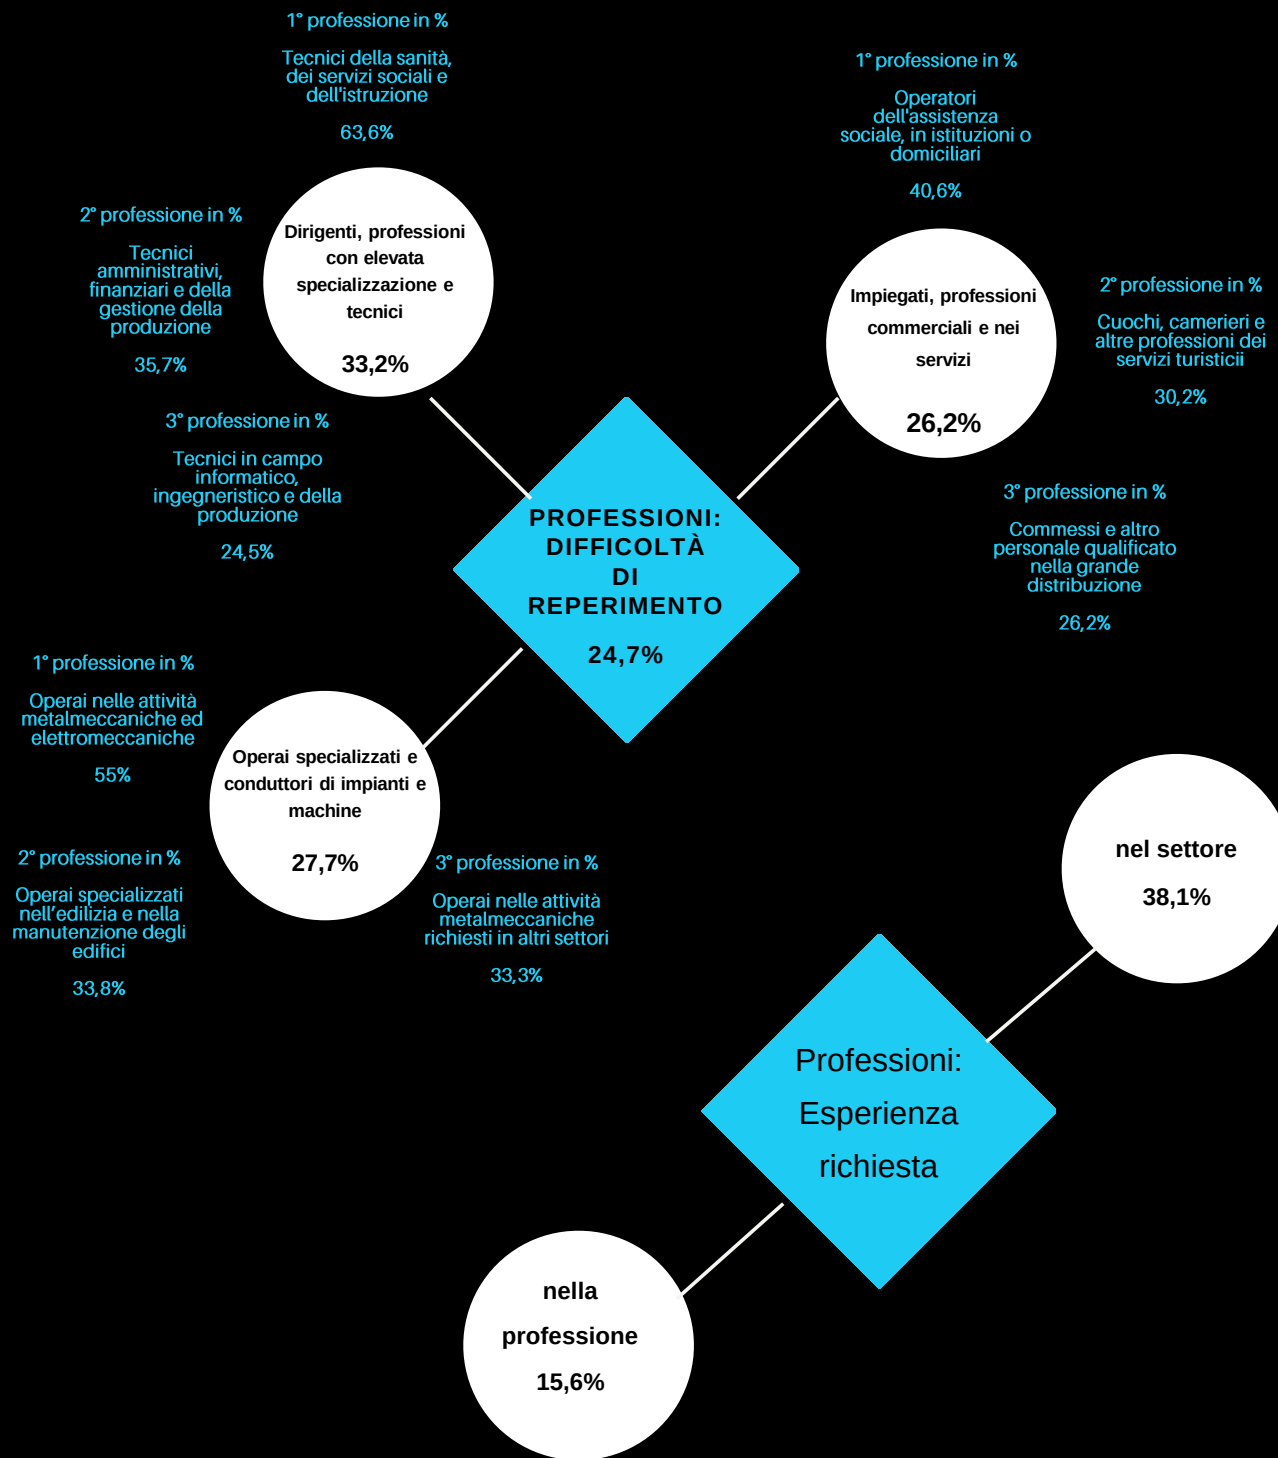 1° professione in %
Tecnici della sanità,
dei servizi sociali e
dell'istruzione
63,6%
2° professione in %
Tecnici
amministrativi,
finanziari e della
gestione della
produzione
35,7%
Dirigenti, professioni
con elevata
specializzazione e
tecnici
33,2%
3° professione in %
Tecnici in campo
informatico,
ingegneristico e della
produzione
24,5%
1° professione in %
Operatori
dell'assistenza
sociale, in istituzioni o
domiciliari
40,6%
Impiegati, professioni
commerciali e nei
servizi
26,2%
2° professione in %
Cuochi, camerieri e
altre professioni dei
servizi turisticii
30,2%
3° professione in %
Commessi e altro
personale qualificato
nella grande
distribuzione
26,2%
PROFESSIONI:
DIFFICOLTÀ
DI
REPERIMENTO
24,7%
1° professione in %
Operai nelle attività
metalmeccaniche ed
elettromeccaniche
55%
Operai specializzati e
conduttori di impianti e
machine
27,7%
2° professione in %
Operai specializzati
nell’edilizia e nella
manutenzione degli
edifici
33,8%
3° professione in %
Operai nelle attività
metalmeccaniche
richiesti in altri settori
33,3%
nel settore
38,1%
Professioni:
Esperienza
richiesta
nella
professione
15,6%